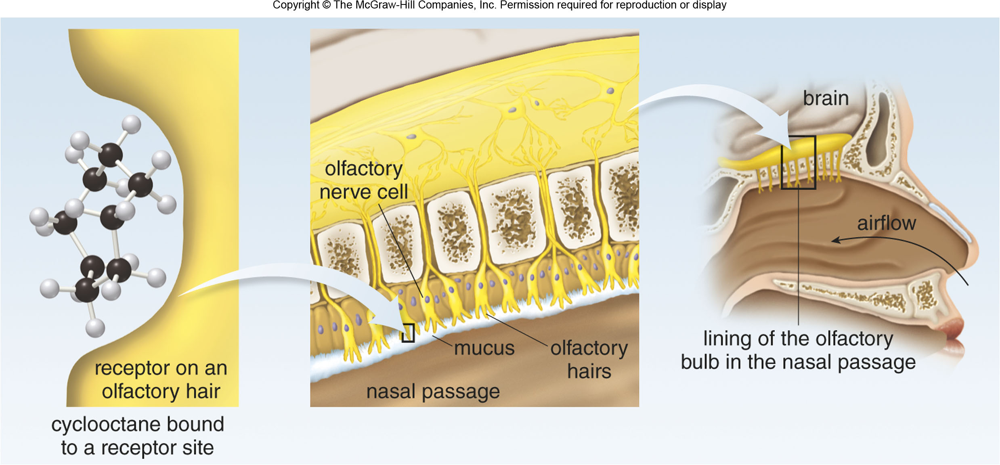 Copyright © The McGraw-Hill Companies, Inc. Permission required for reproduction or display
receptor on an
olfactory hair
cyclooctane bound
to a receptor site
olfactory
nerve cell
mucus
olfactory
hairs
nasal passage
brain
airflow
lining of the olfactory
bulb in the nasal passage